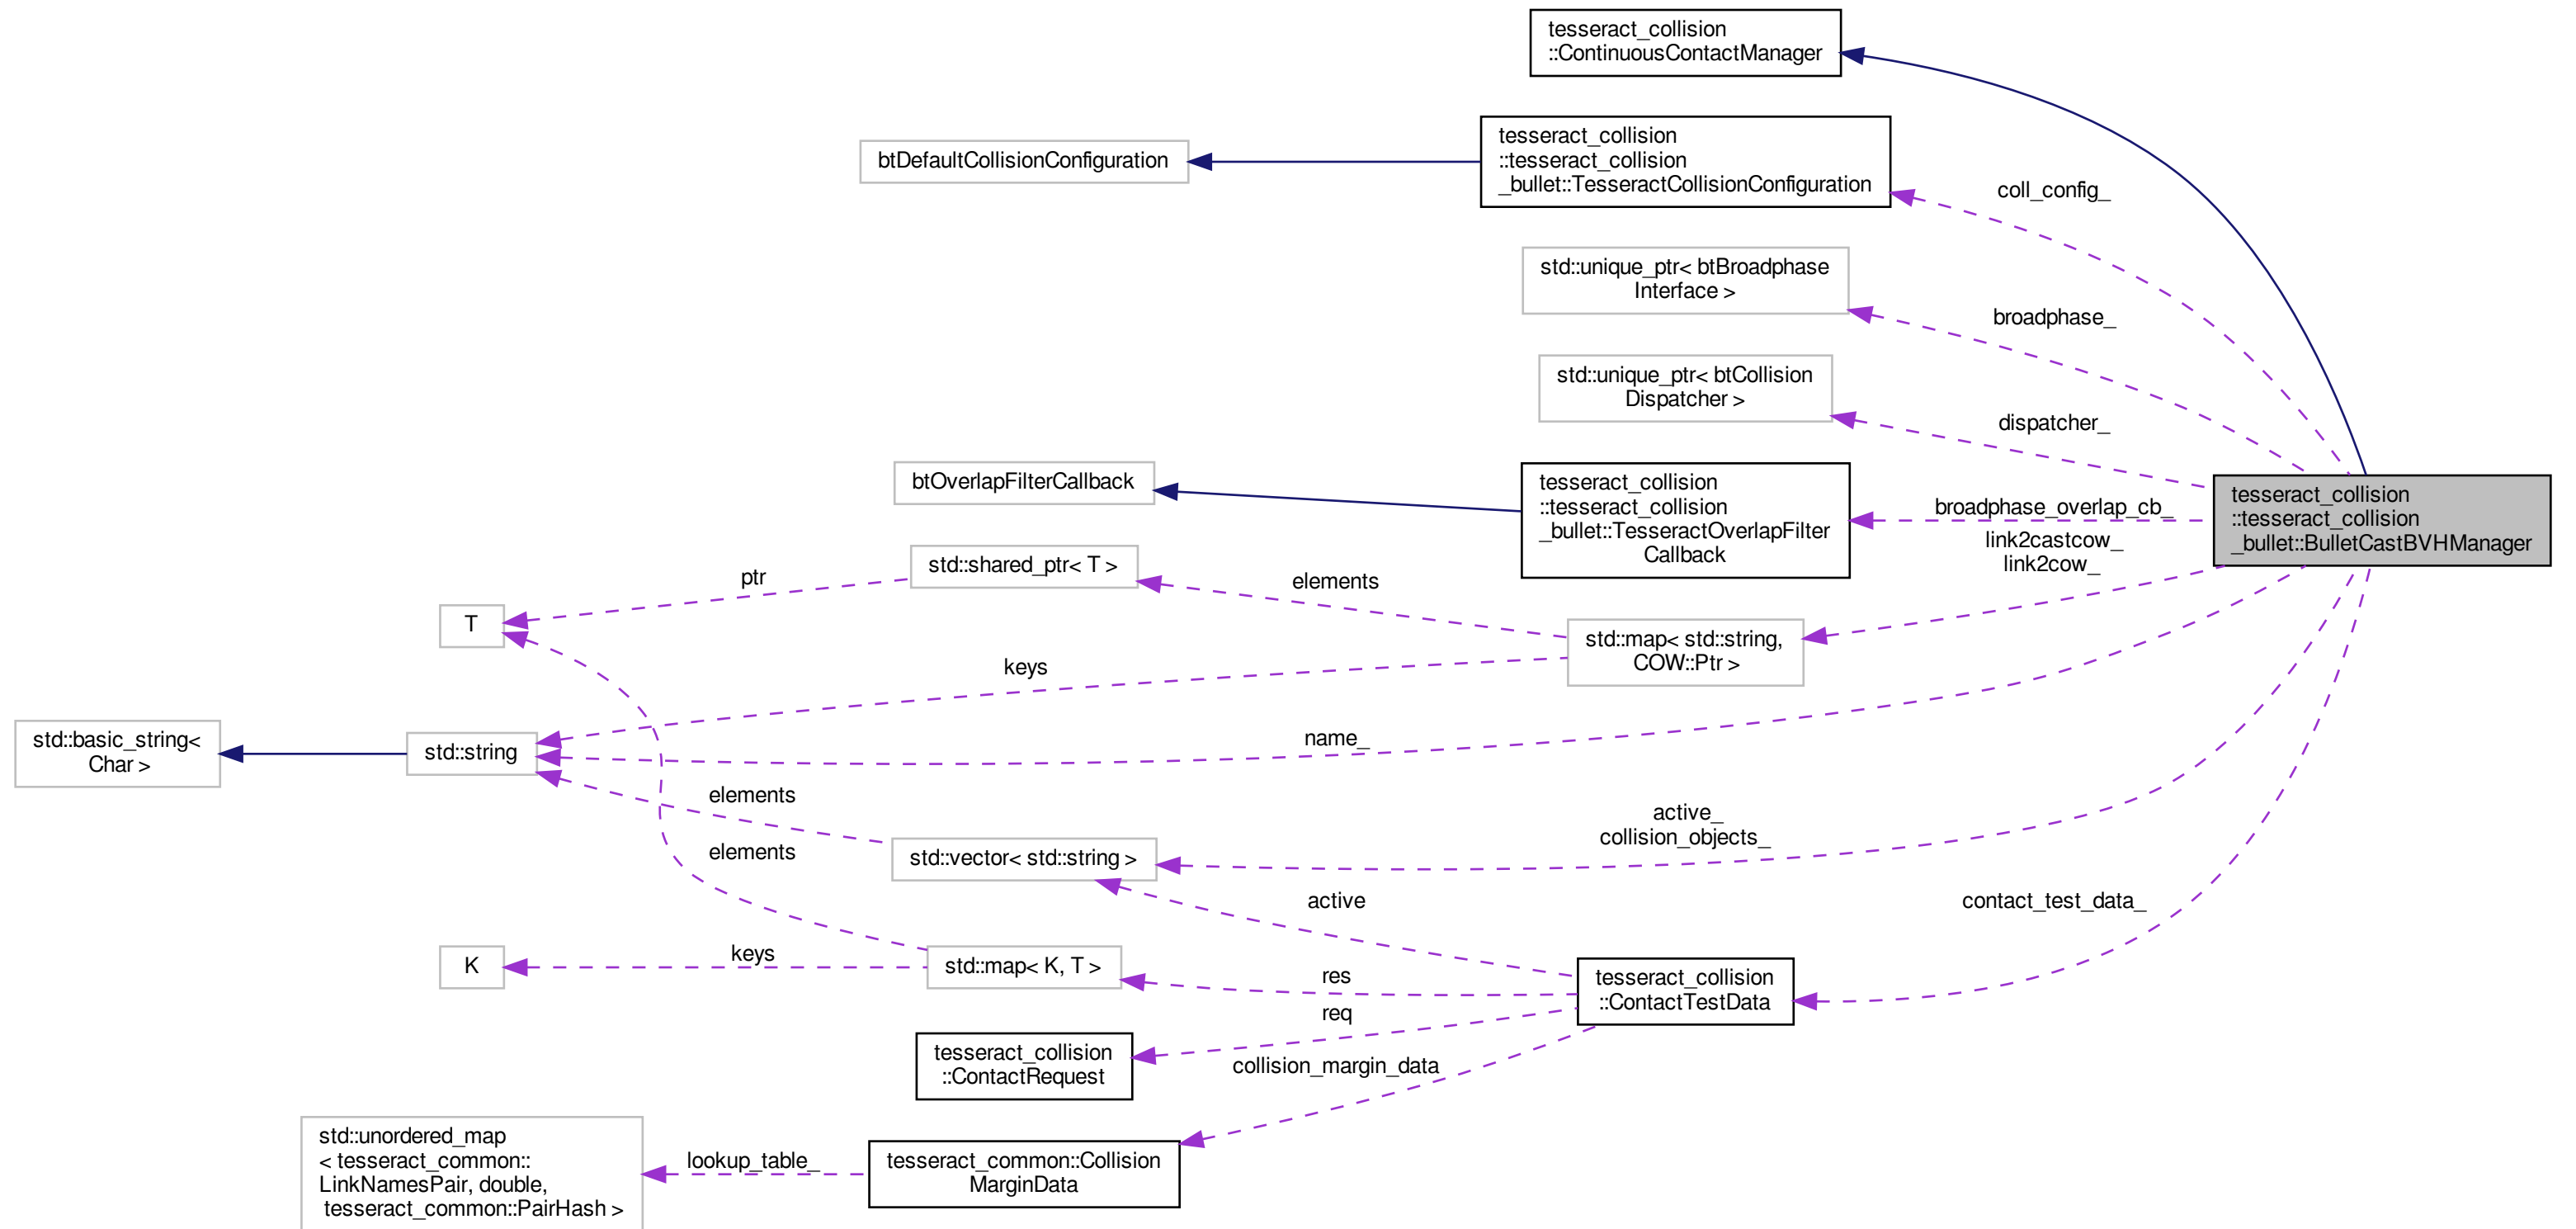 tesseract_collision
::ContinuousContactManager
btDefaultCollisionConfiguration
tesseract_collision
::tesseract_collision
_bullet::TesseractCollisionConfiguration
coll_config_
std::unique_ptr< btBroadphase
Interface >
broadphase_
std::unique_ptr< btCollision
Dispatcher >
dispatcher_
btOverlapFilterCallback
tesseract_collision
::tesseract_collision
_bullet::TesseractOverlapFilter
Callback
broadphase_overlap_cb_
link2castcow_
link2cow_
tesseract_collision
::tesseract_collision
_bullet::BulletCastBVHManager
ptr
std::shared_ptr< T >
elements
T
std::map< std::string,
COW::Ptr >
keys
std::basic_string<
Char >
std::string
name_
elements
elements
std::vector< std::string >
active_
collision_objects_
active
contact_test_data_
K
keys
std::map< K, T >
res
req
tesseract_collision
::ContactTestData
tesseract_collision
::ContactRequest
collision_margin_data
std::unordered_map
< tesseract_common::
LinkNamesPair, double,
tesseract_common::PairHash >
lookup_table_
tesseract_common::Collision
MarginData